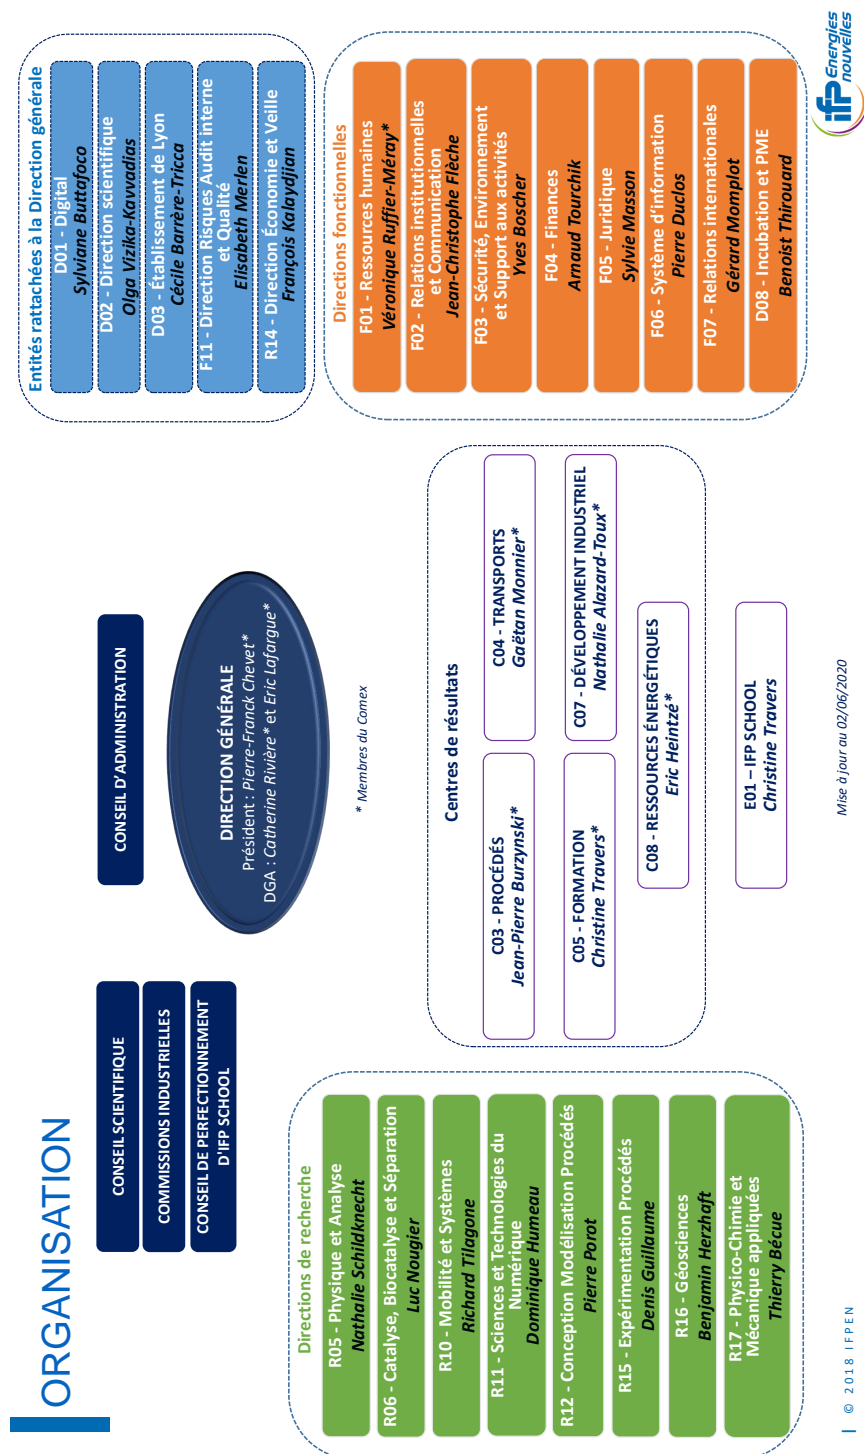 ORGANISATION
CONSEIL SCIENTIFIQUE
COMMISSIONS INDUSTRIELLES
CONSEIL DE PERFECTIONNEMENT
D'IFP SCHOOL
CONSEIL D'ADMINISTRATION
DIRECTION GÉNÉRALE
Président : Pierre-Franck Chevet*
DGA : Catherine Rivière* et Eric Lafargue*
* Membres du Comex
Entités rattachées à la Direction générale
D01 - Digital
Sylviane Buttafoco
D02 - Direction scientifique
Olga Vizika-Kavvadias
D03 - Établissement de Lyon
Cécile Barrère-Tricca
F11 - Direction Risques Audit interne
et Qualité
Elisabeth Merlen
R14 - Direction Économie et Veille
François Kalaydjian
Directions de recherche
R05 - Physique et Analyse
Nathalie Schildknecht
R06 - Catalyse, Biocatalyse et Séparation
Luc Nougier
R10 - Mobilité et Systèmes
Richard Tilagone
R11 - Sciences et Technologies du
Numérique
Dominique Humeau
R12 - Conception Modélisation Procédés
Pierre Porot
R15 - Expérimentation Procédés
Denis Guillaume
R16 - Géosciences
Benjamin Herzhaft
R17 - Physico-Chimie et
Mécanique appliquées
Thierry Bécue
Centres de résultats
C03 - PROCÉDÉS
Jean-Pierre Burzynski*
C04 - TRANSPORTS
Gaëtan Monnier*
C05 - FORMATION
Christine Travers*
C07 - DÉVELOPPEMENT INDUSTRIEL
Nathalie Alazard-Toux*
C08 - RESSOURCES ÉNERGÉTIQUES
Eric Heintzé*
E01 – IFP SCHOOL
Christine Travers
Directions fonctionnelles
F01 - Ressources humaines
Véronique Ruffier-Méray*
F02 - Relations institutionnelles
et Communication
Jean-Christophe Flèche
F03 - Sécurité, Environnement
et Support aux activités
Yves Boscher
F04 - Finances
Arnaud Tourchik
F05 - Juridique
Sylvie Masson
F06 - Système d'information
Pierre Duclos
F07 - Relations internationales
Gérard Momplot
D08 - Incubation et PME
Benoist Thirouard
| © 2018 IFPEN
Mise à jour au 02/06/2020
ifp Energies
nouvelles